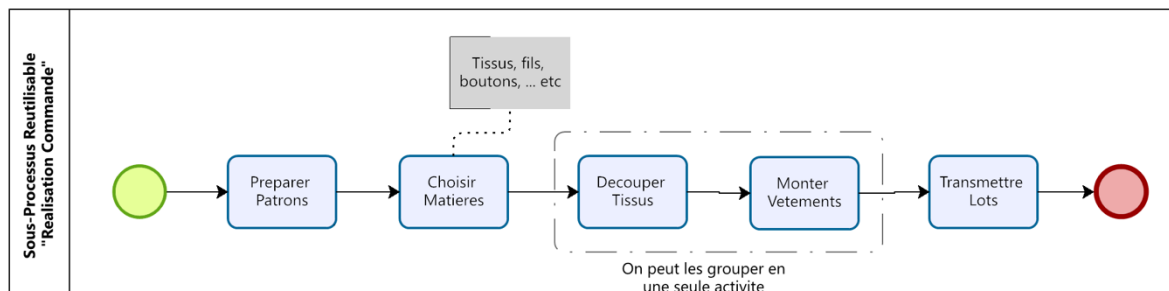 Sous-Processus Reutilisable
"Realisation Commande"
Tissus, fils,
boutons, ... etc
Preparer
Patrons
Choisir
Matieres
Decouper
Tissus
Monter
Vetements
Transmettre
Lots
On peut les grouper en
une seule activite